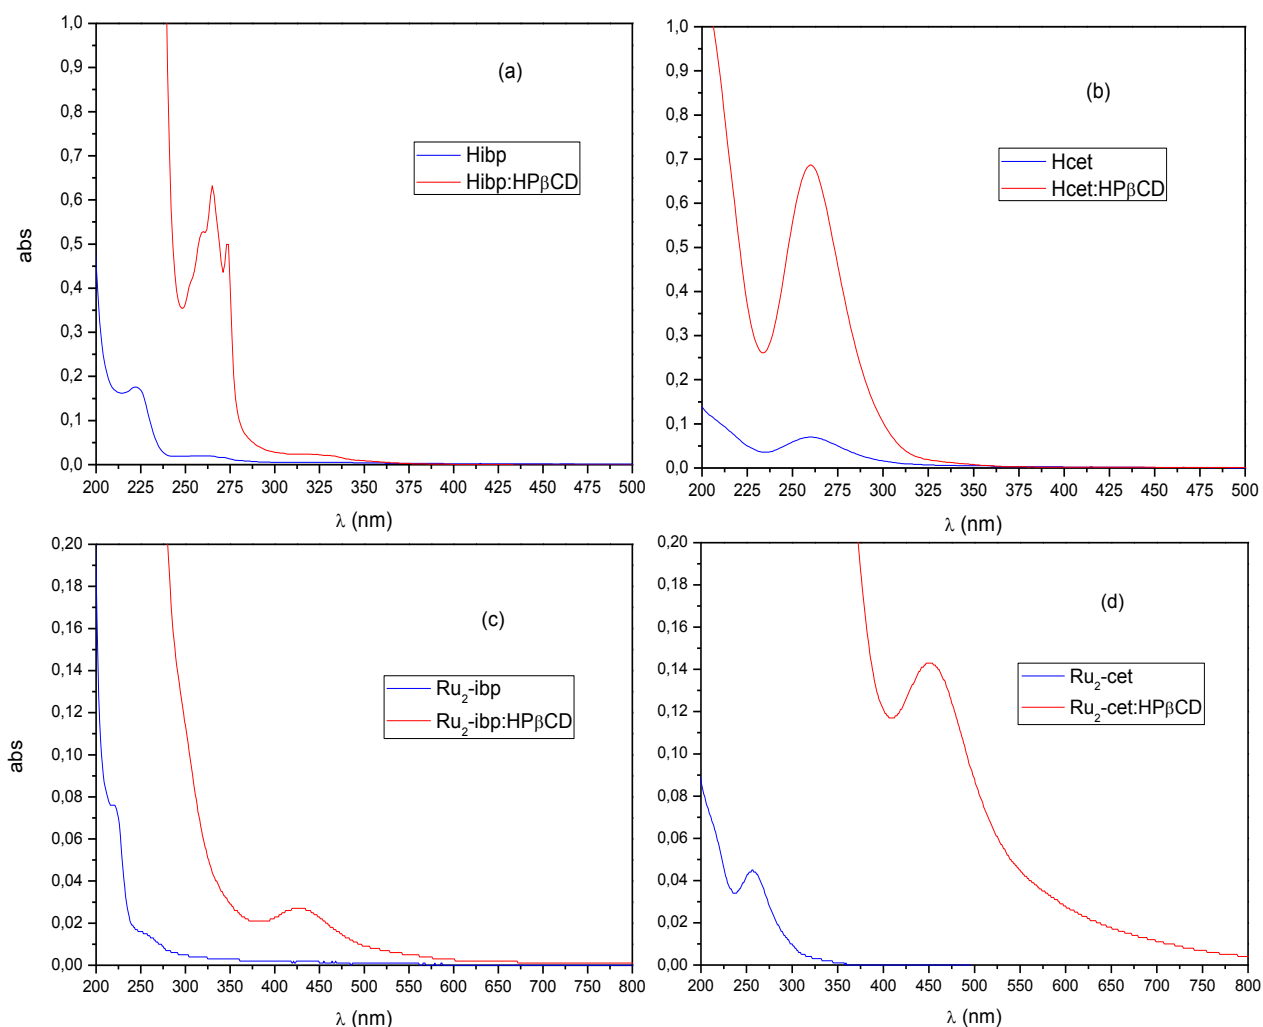 (a)
Hibp
Hibp:HPβCD
abs
1,0
0,9
0,8
0,7
0,6
0,5
0,4
0,3
0,2
0,1
0,0
200 225 250 275 300 325 350 375 400 425 450 475 500
λ (nm)
(b)
Hcet
Hcet:HPβCD
1,0
0,9
0,8
0,7
0,6
0,5
0,4
0,3
0,2
0,1
0,0
200 225 250 275 300 325 350 375 400 425 450 475 500
λ (nm)
(c)
Ru₂-ibp
Ru₂-ibp:HPβCD
abs
0,20
0,18
0,16
0,14
0,12
0,10
0,08
0,06
0,04
0,02
0,00
200 250 300 350 400 450 500 550 600 650 700 750 800
λ (nm)
(d)
Ru₂-cet
Ru₂-cet:HPβCD
0,20
0,18
0,16
0,14
0,12
0,10
0,08
0,06
0,04
0,02
0,00
200 250 300 350 400 450 500 550 600 650 700 750 800
λ (nm)